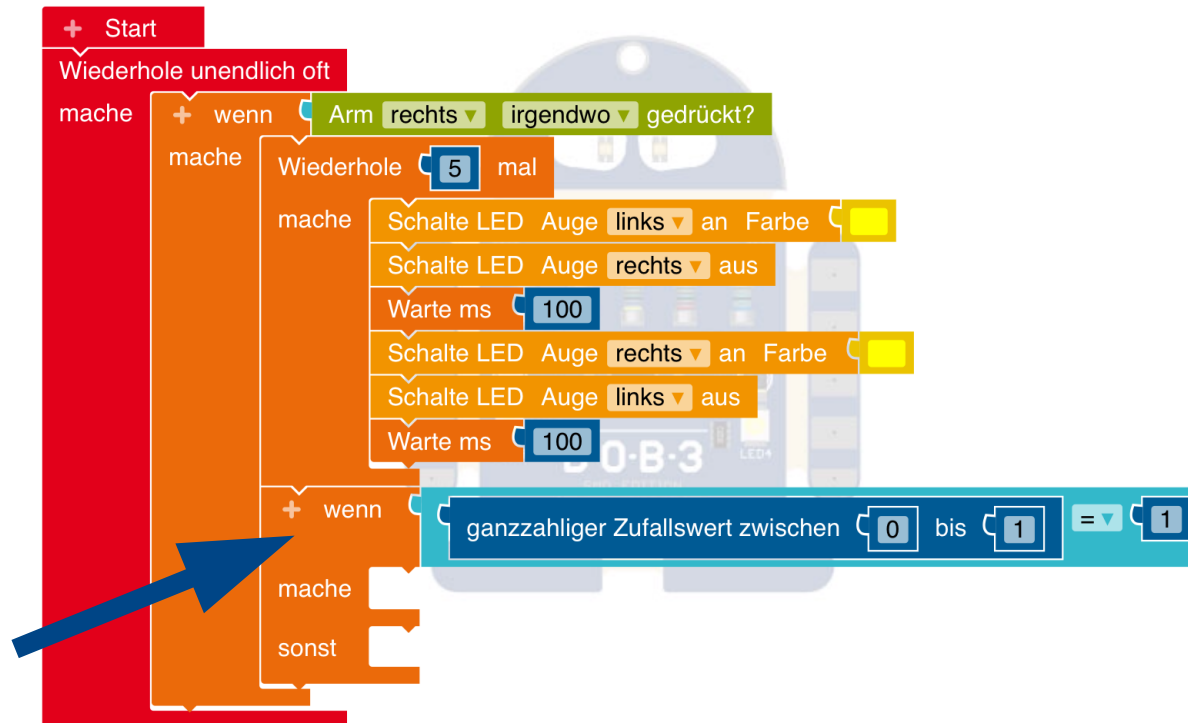 + Start
Wiederhole unendlich oft
mache + wenn Arm rechts irgendwo gedrückt?
mache Wiederhole 5 mal
mache Schalte LED Auge links an Farbe
Schalte LED Auge rechts aus
Warte ms 100
Schalte LED Auge rechts an Farbe
Schalte LED Auge links aus
Warte ms 100
B·O·B·3
LED4
+ wenn ganzzahliger Zufallswert zwischen 0 bis 1 = 1
mache
sonst